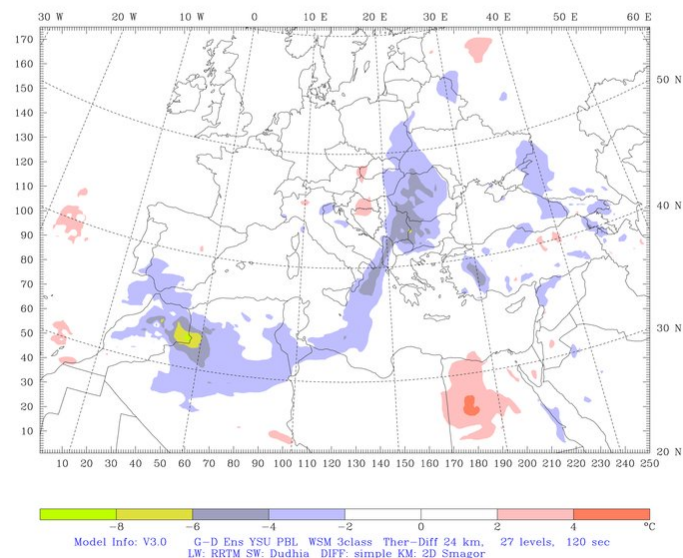 30 W 20 W 10 W 0 10 E 20 E 30 E 40 E 50 E 60 E
170
160 50 N
150
140
130
120
110 40 N
100
90
80
70
60 30 N
50
40
30
20
10 20 N
10 20 30 40 50 60 70 80 90 100 110 120 130 140 150 160 170 180 190 200 210 220 230 240 250
-8 -6 -4 -2 0 2 4 °C
Model Info: V3.0 G-D Ens YSU PBL WSM 3class Ther-Diff 24 km, 27 levels, 120 sec
LW: RRTM SW: Dudhia DIFF: simple KM: 2D Smagor